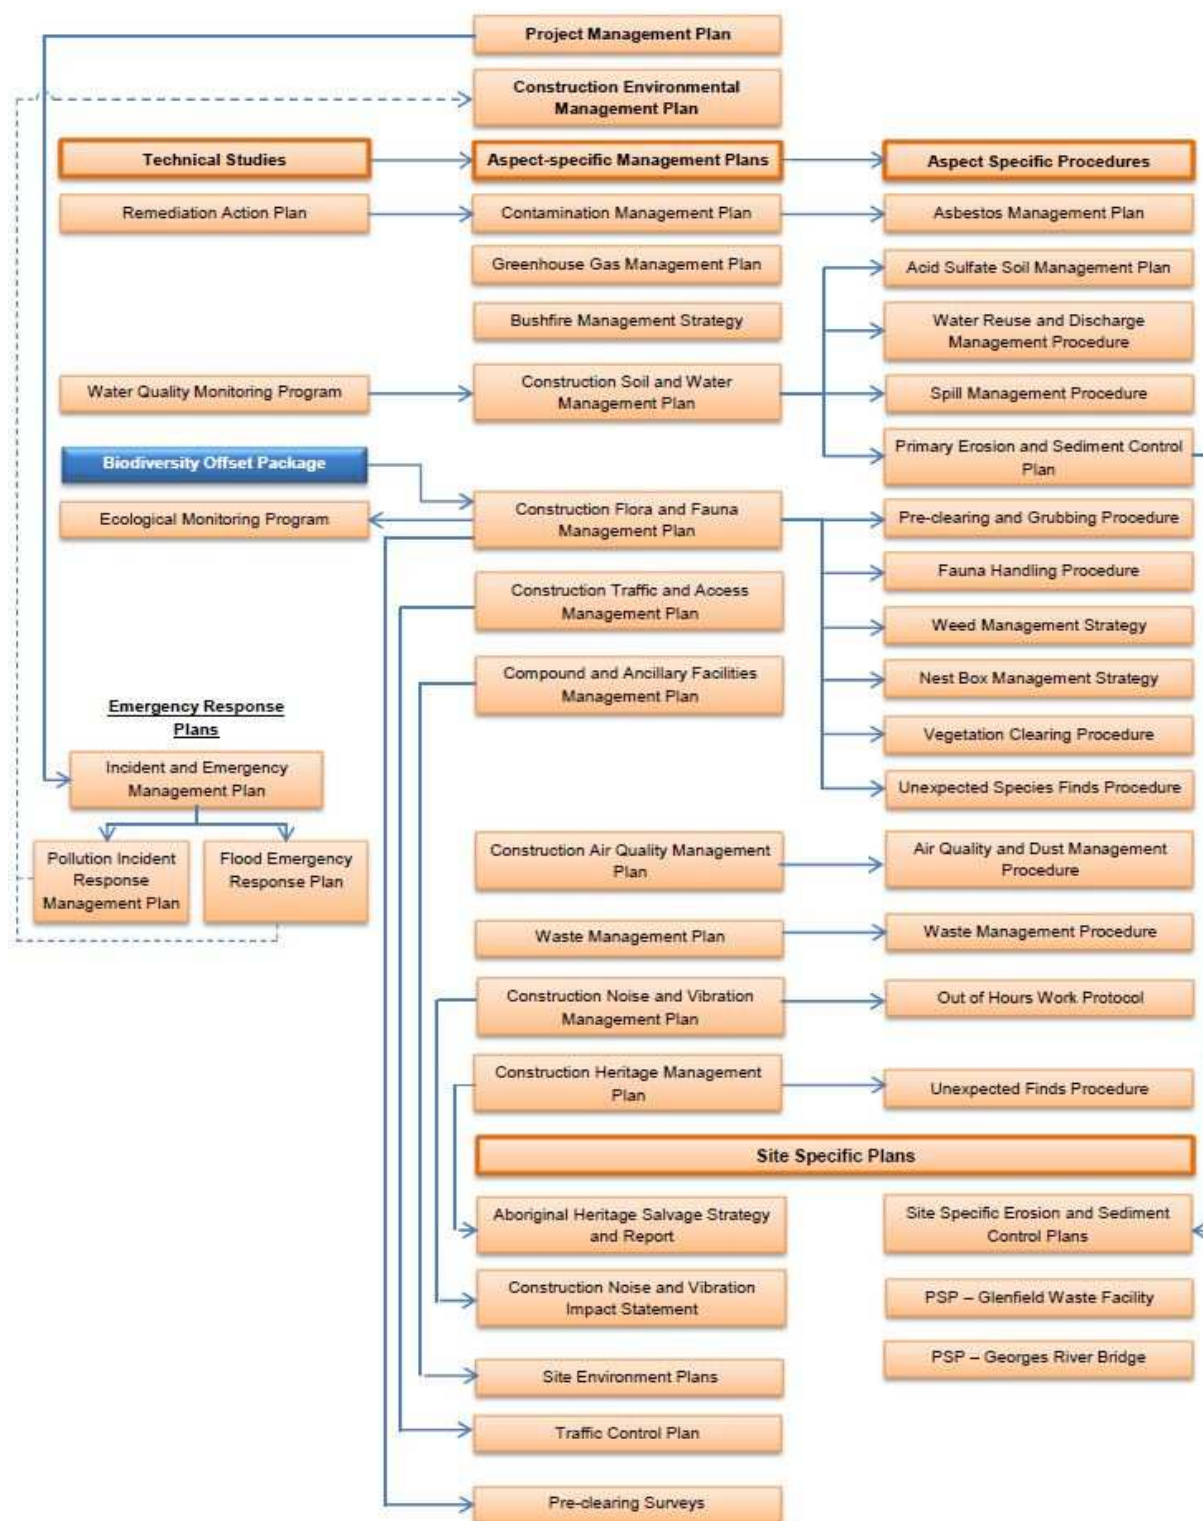 Project Management Plan
Construction Environmental
Management Plan
Technical Studies
Aspect-specific Management Plans
Aspect Specific Procedures
Remediation Action Plan
Contamination Management Plan
Asbestos Management Plan
Greenhouse Gas Management Plan
Acid Sulfate Soil Management Plan
Bushfire Management Strategy
Water Reuse and Discharge
Management Procedure
Water Quality Monitoring Program
Construction Soil and Water
Management Plan
Spill Management Procedure
Biodiversity Offset Package
Primary Erosion and Sediment Control
Plan
Ecological Monitoring Program
Construction Flora and Fauna
Management Plan
Pre-clearing and Grubbing Procedure
Fauna Handling Procedure
Construction Traffic and Access
Management Plan
Weed Management Strategy
Compound and Ancillary Facilities
Management Plan
Nest Box Management Strategy
Emergency Response
Plans
Vegetation Clearing Procedure
Incident and Emergency
Management Plan
Unexpected Species Finds Procedure
Pollution Incident
Response
Management Plan
Flood Emergency
Response Plan
Construction Air Quality Management
Plan
Air Quality and Dust Management
Procedure
Waste Management Plan
Waste Management Procedure
Construction Noise and Vibration
Management Plan
Out of Hours Work Protocol
Construction Heritage Management
Plan
Unexpected Finds Procedure
Site Specific Plans
Aboriginal Heritage Salvage Strategy
and Report
Site Specific Erosion and Sediment
Control Plans
Construction Noise and Vibration
Impact Statement
PSP – Glenfield Waste Facility
PSP – Georges River Bridge
Site Environment Plans
Traffic Control Plan
Pre-clearing Surveys